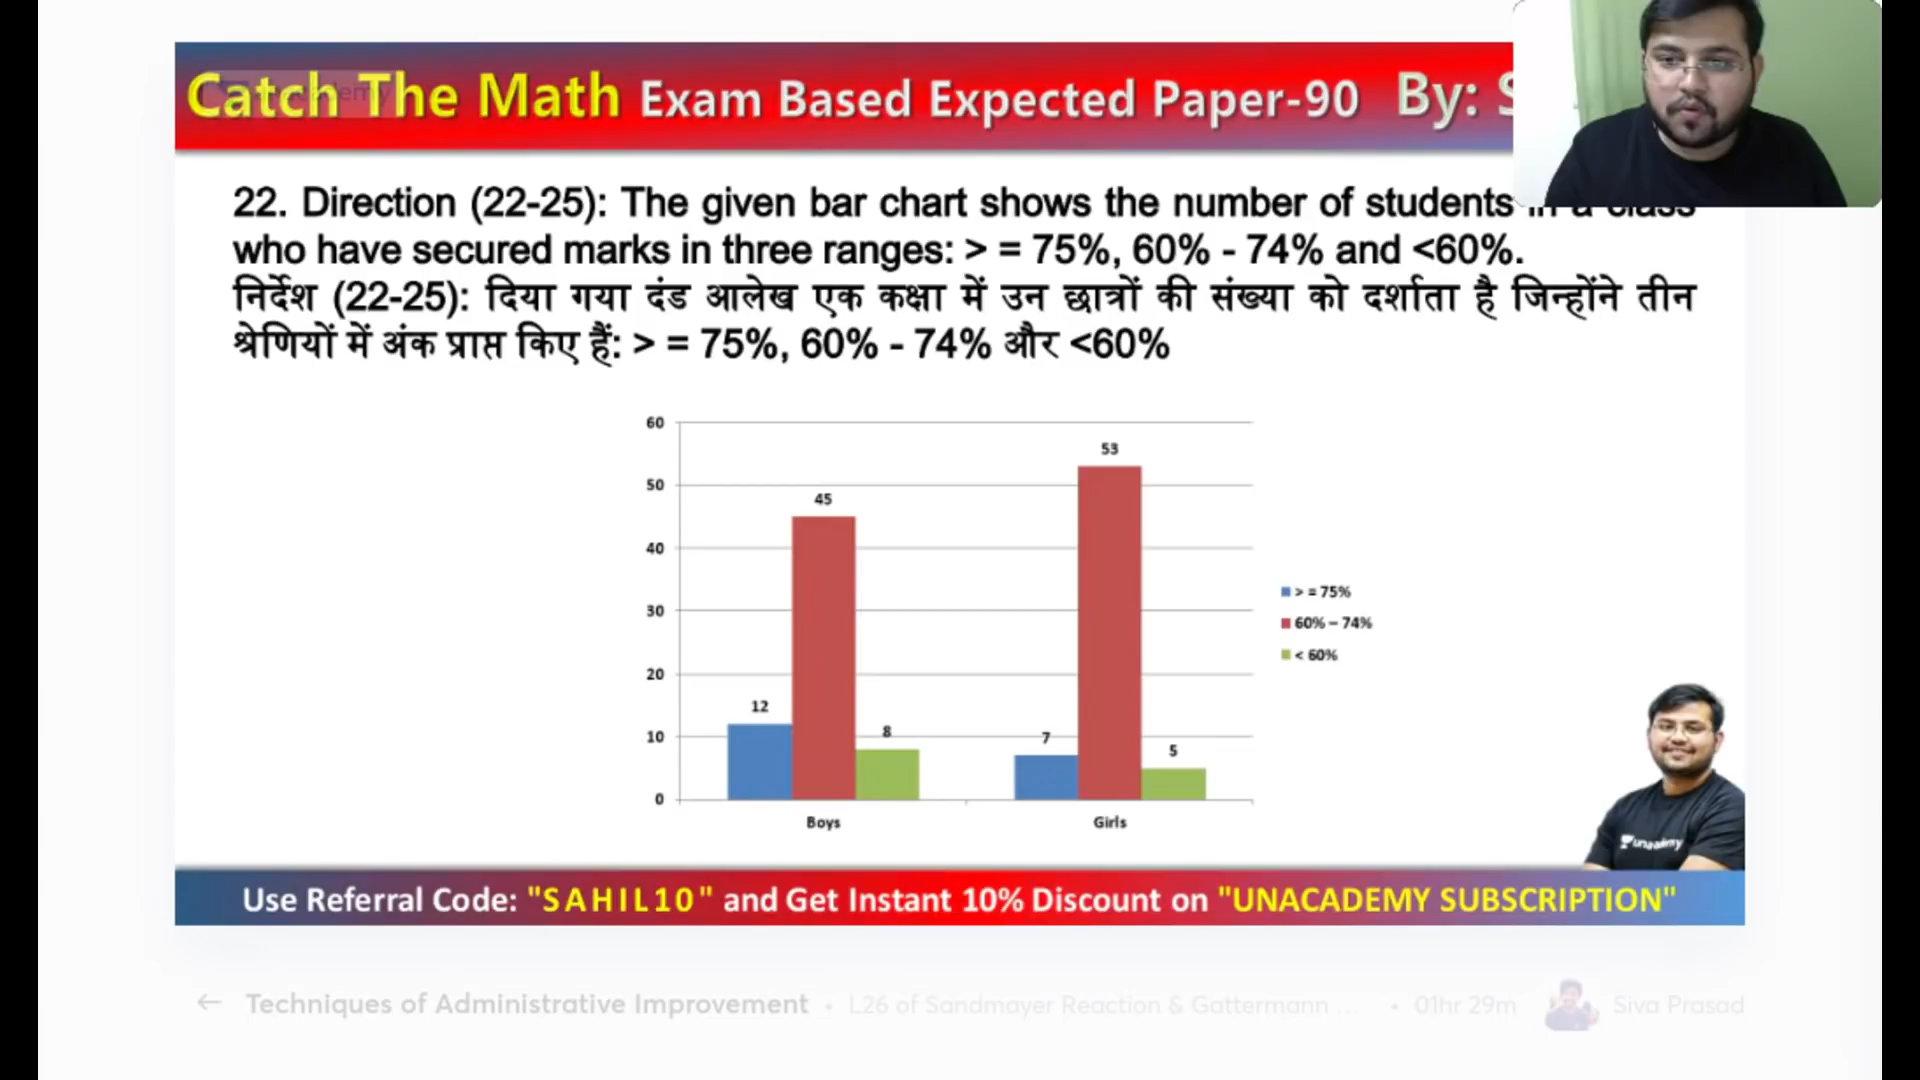 Catch The Math Exam Based Expected Paper-90 By: S
22. Direction (22-25): The given bar chart shows the number of students in a class
who have secured marks in three ranges: > = 75%, 60% - 74% and <60%.
निर्देश (22-25): दिया गया दंड आलेख एक कक्षा में उन छात्रों की संख्या को दर्शाता है जिन्होंने तीन
श्रेणियों में अंक प्राप्त किए हैं: > = 75%, 60% - 74% और <60%
60
50
40
30
20
10
0
12
45
8
7
53
5
Boys
Girls
> = 75%
60% – 74%
< 60%
unacademy
Use Referral Code: "SAHIL10" and Get Instant 10% Discount on "UNACADEMY SUBSCRIPTION"
← Techniques of Administrative Improvement • L26 of Sandmayer Reaction & Gattermann ... • 01hr 29m Siva Prasad